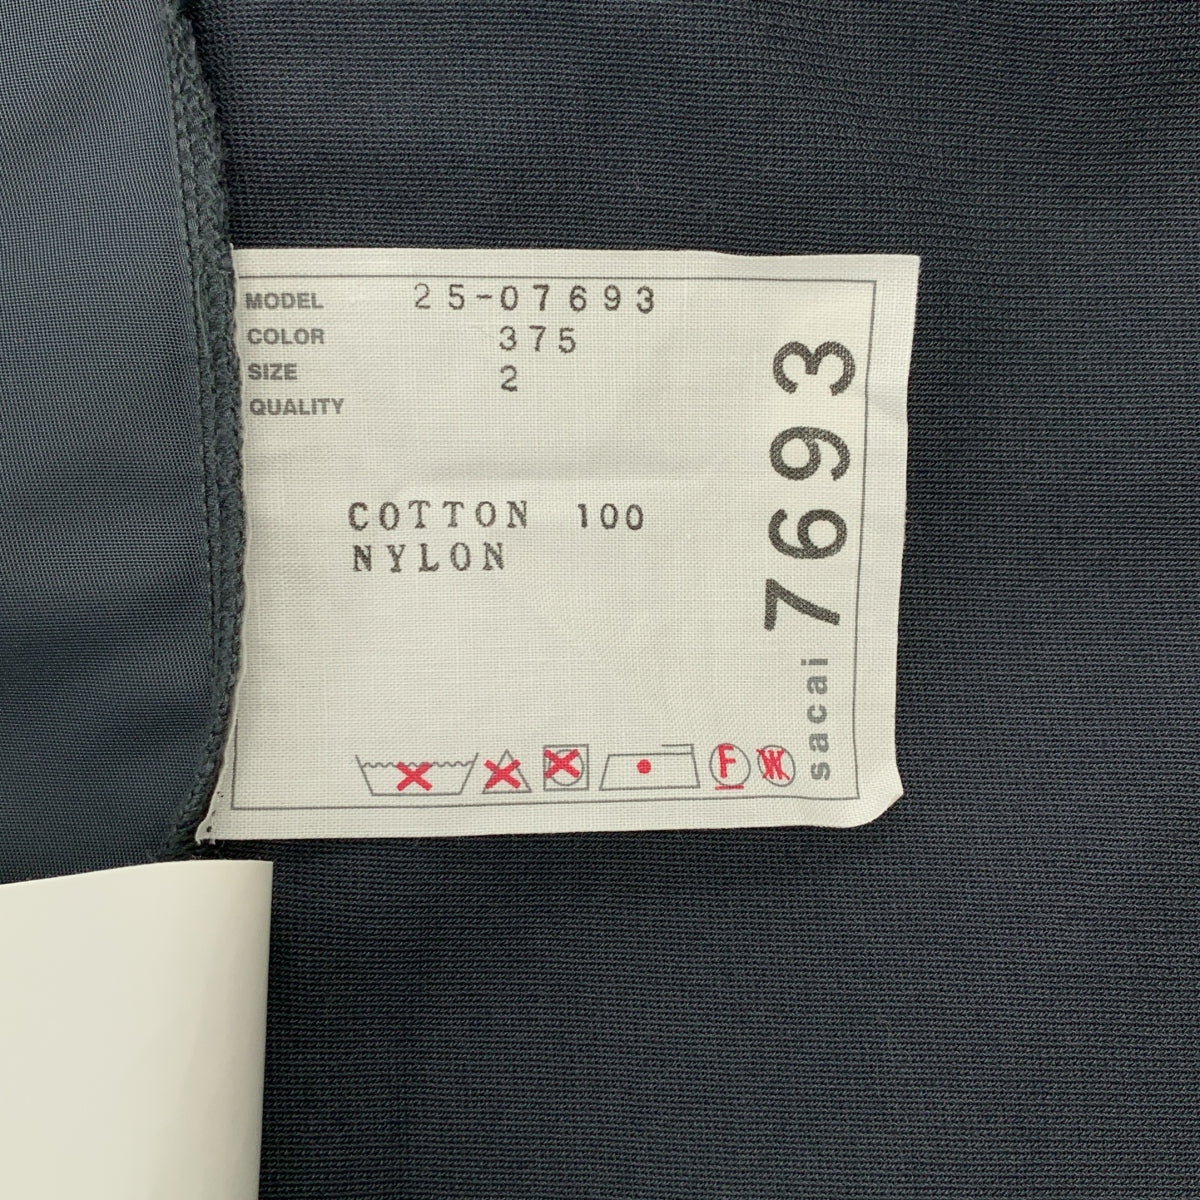 MODEL 25-07693
COLOR 375
SIZE 2
QUALITY
COTTON 100
NYLON
sacai 7693
F
W